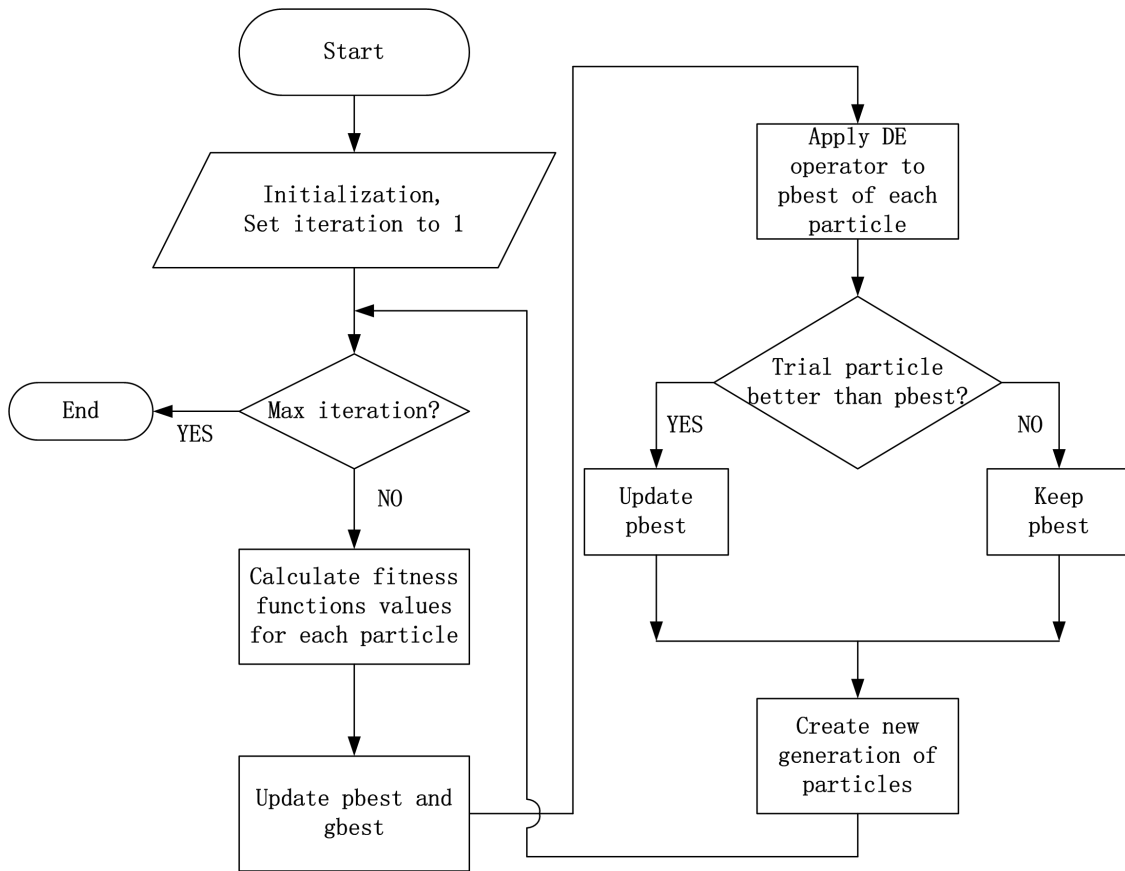 Start
Initialization,
Set iteration to 1
Max iteration?
YES
End
NO
Calculate fitness
functions values
for each particle
Update pbest and
gbest
Apply DE
operator to
pbest of each
particle
Trial particle
better than pbest?
YES
NO
Update
pbest
Keep
pbest
Create new
generation of
particles